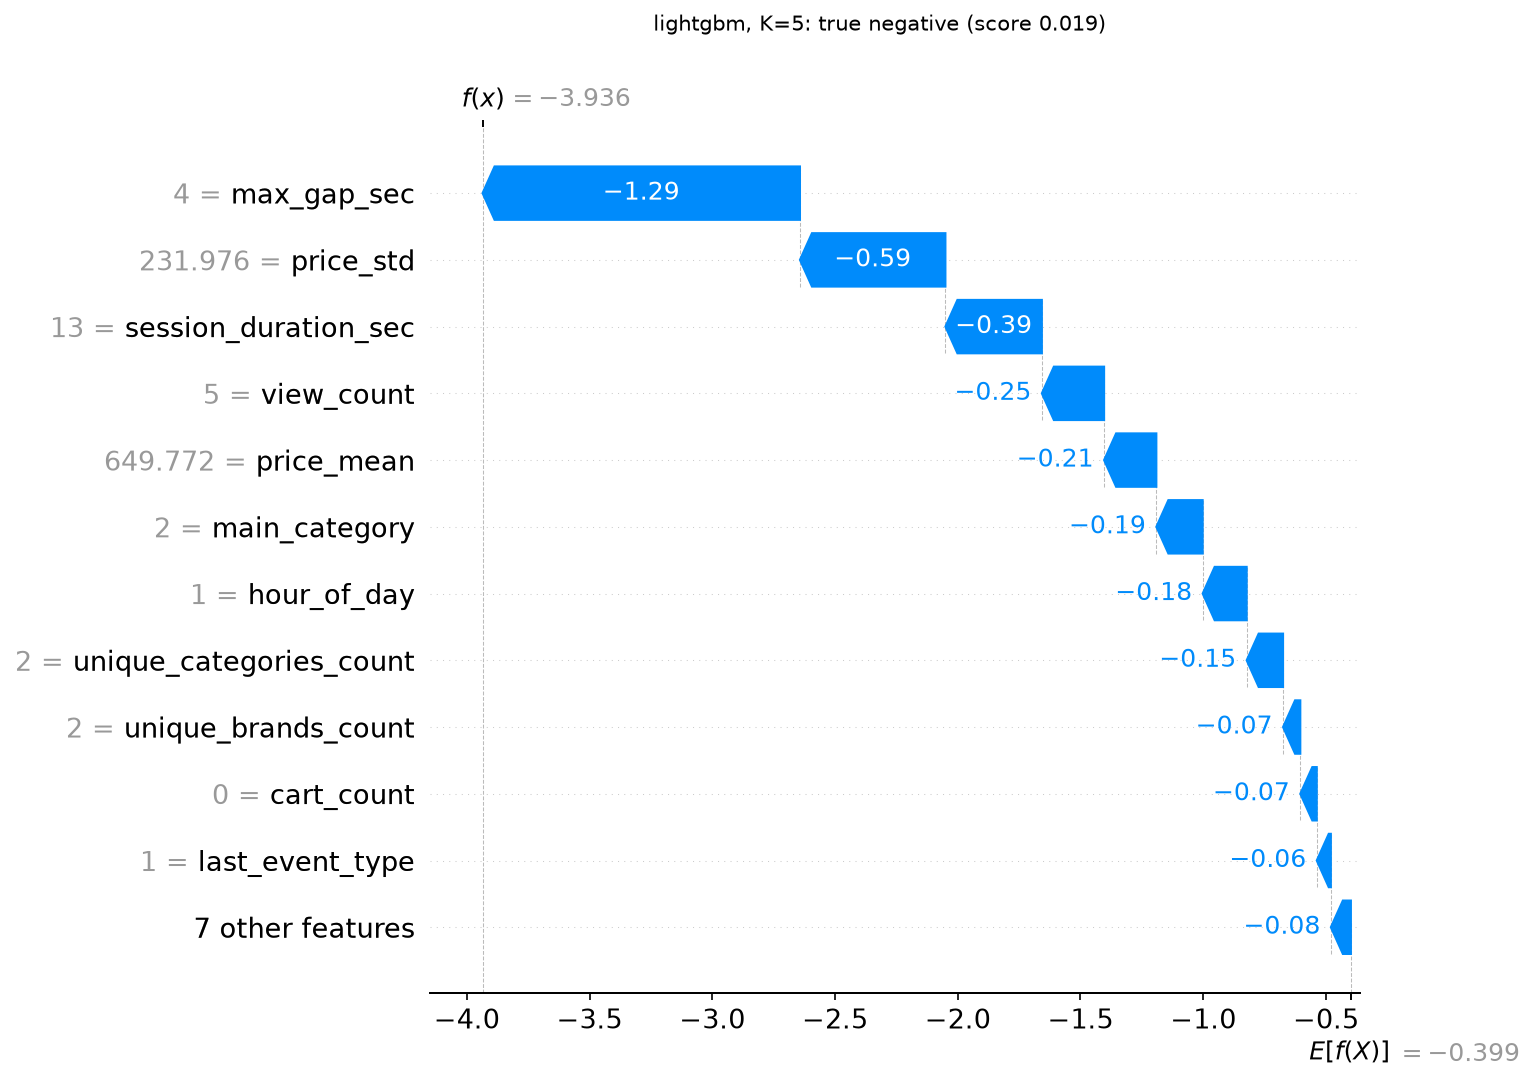 lightgbm, K=5: true negative (score 0.019)
f(x) = −3.936
4 = max_gap_sec −1.29
231.976 = price_std −0.59
13 = session_duration_sec −0.39
5 = view_count −0.25
649.772 = price_mean −0.21
2 = main_category −0.19
1 = hour_of_day −0.18
2 = unique_categories_count −0.15
2 = unique_brands_count −0.07
0 = cart_count −0.07
1 = last_event_type −0.06
7 other features −0.08
−4.0 −3.5 −3.0 −2.5 −2.0 −1.5 −1.0 −0.5
E[f(X)] = −0.399